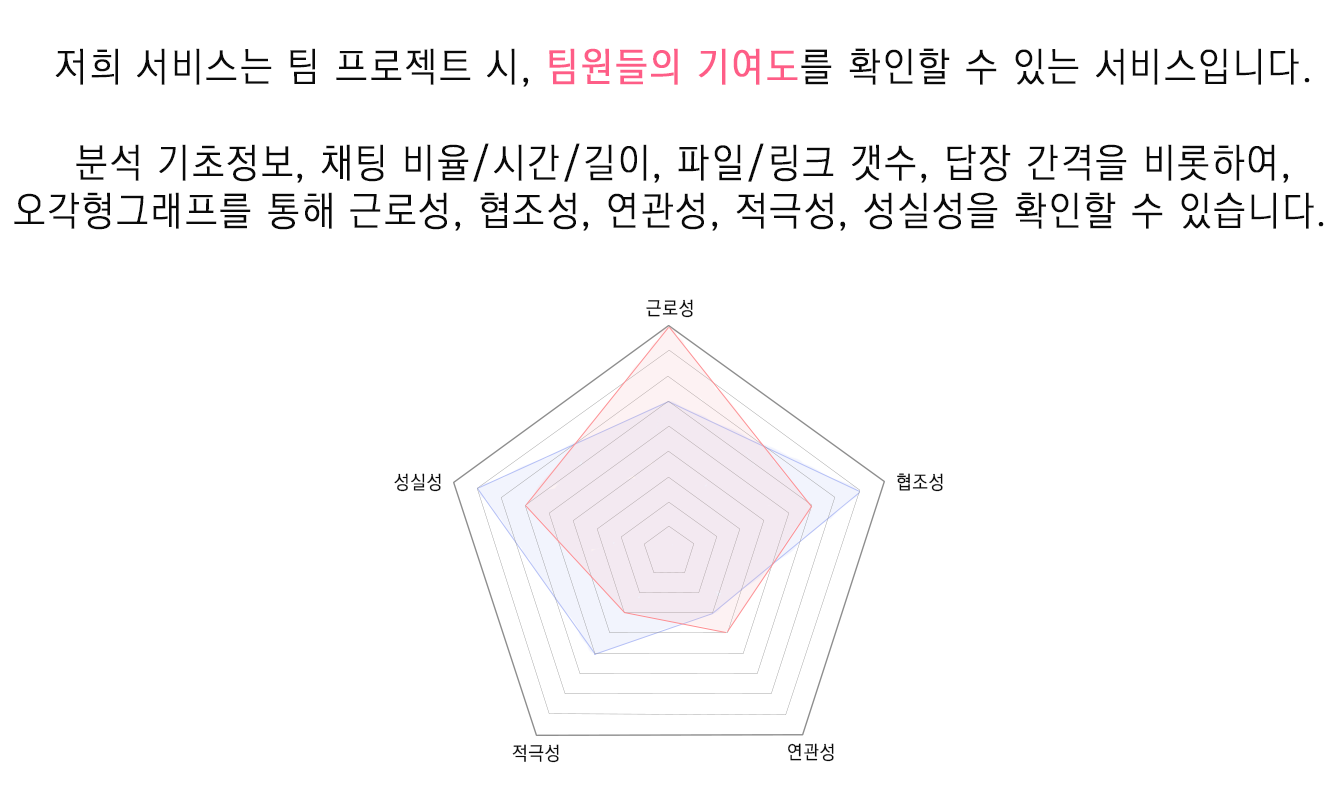 저희 서비스는 팀 프로젝트 시, 팀원들의 기여도를 확인할 수 있는 서비스입니다.
분석 기초정보, 채팅 비율/시간/길이, 파일/링크 갯수, 답장 간격을 비롯하여,
오각형그래프를 통해 근로성, 협조성, 연관성, 적극성, 성실성을 확인할 수 있습니다.
근로성
성실성
협조성
적극성
연관성